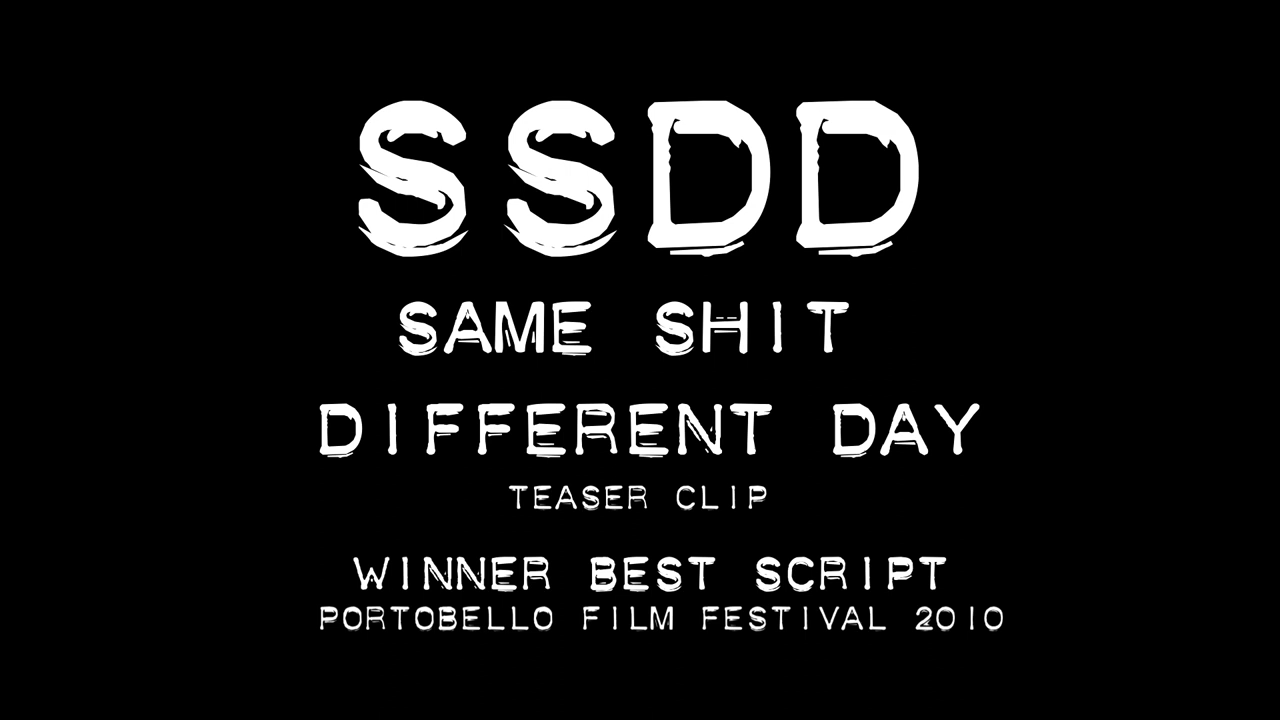 SSDD
SAME SHIT
DIFFERENT DAY
TEASER CLIP
WINNER BEST SCRIPT
PORTOBELLO FILM FESTIVAL 2010